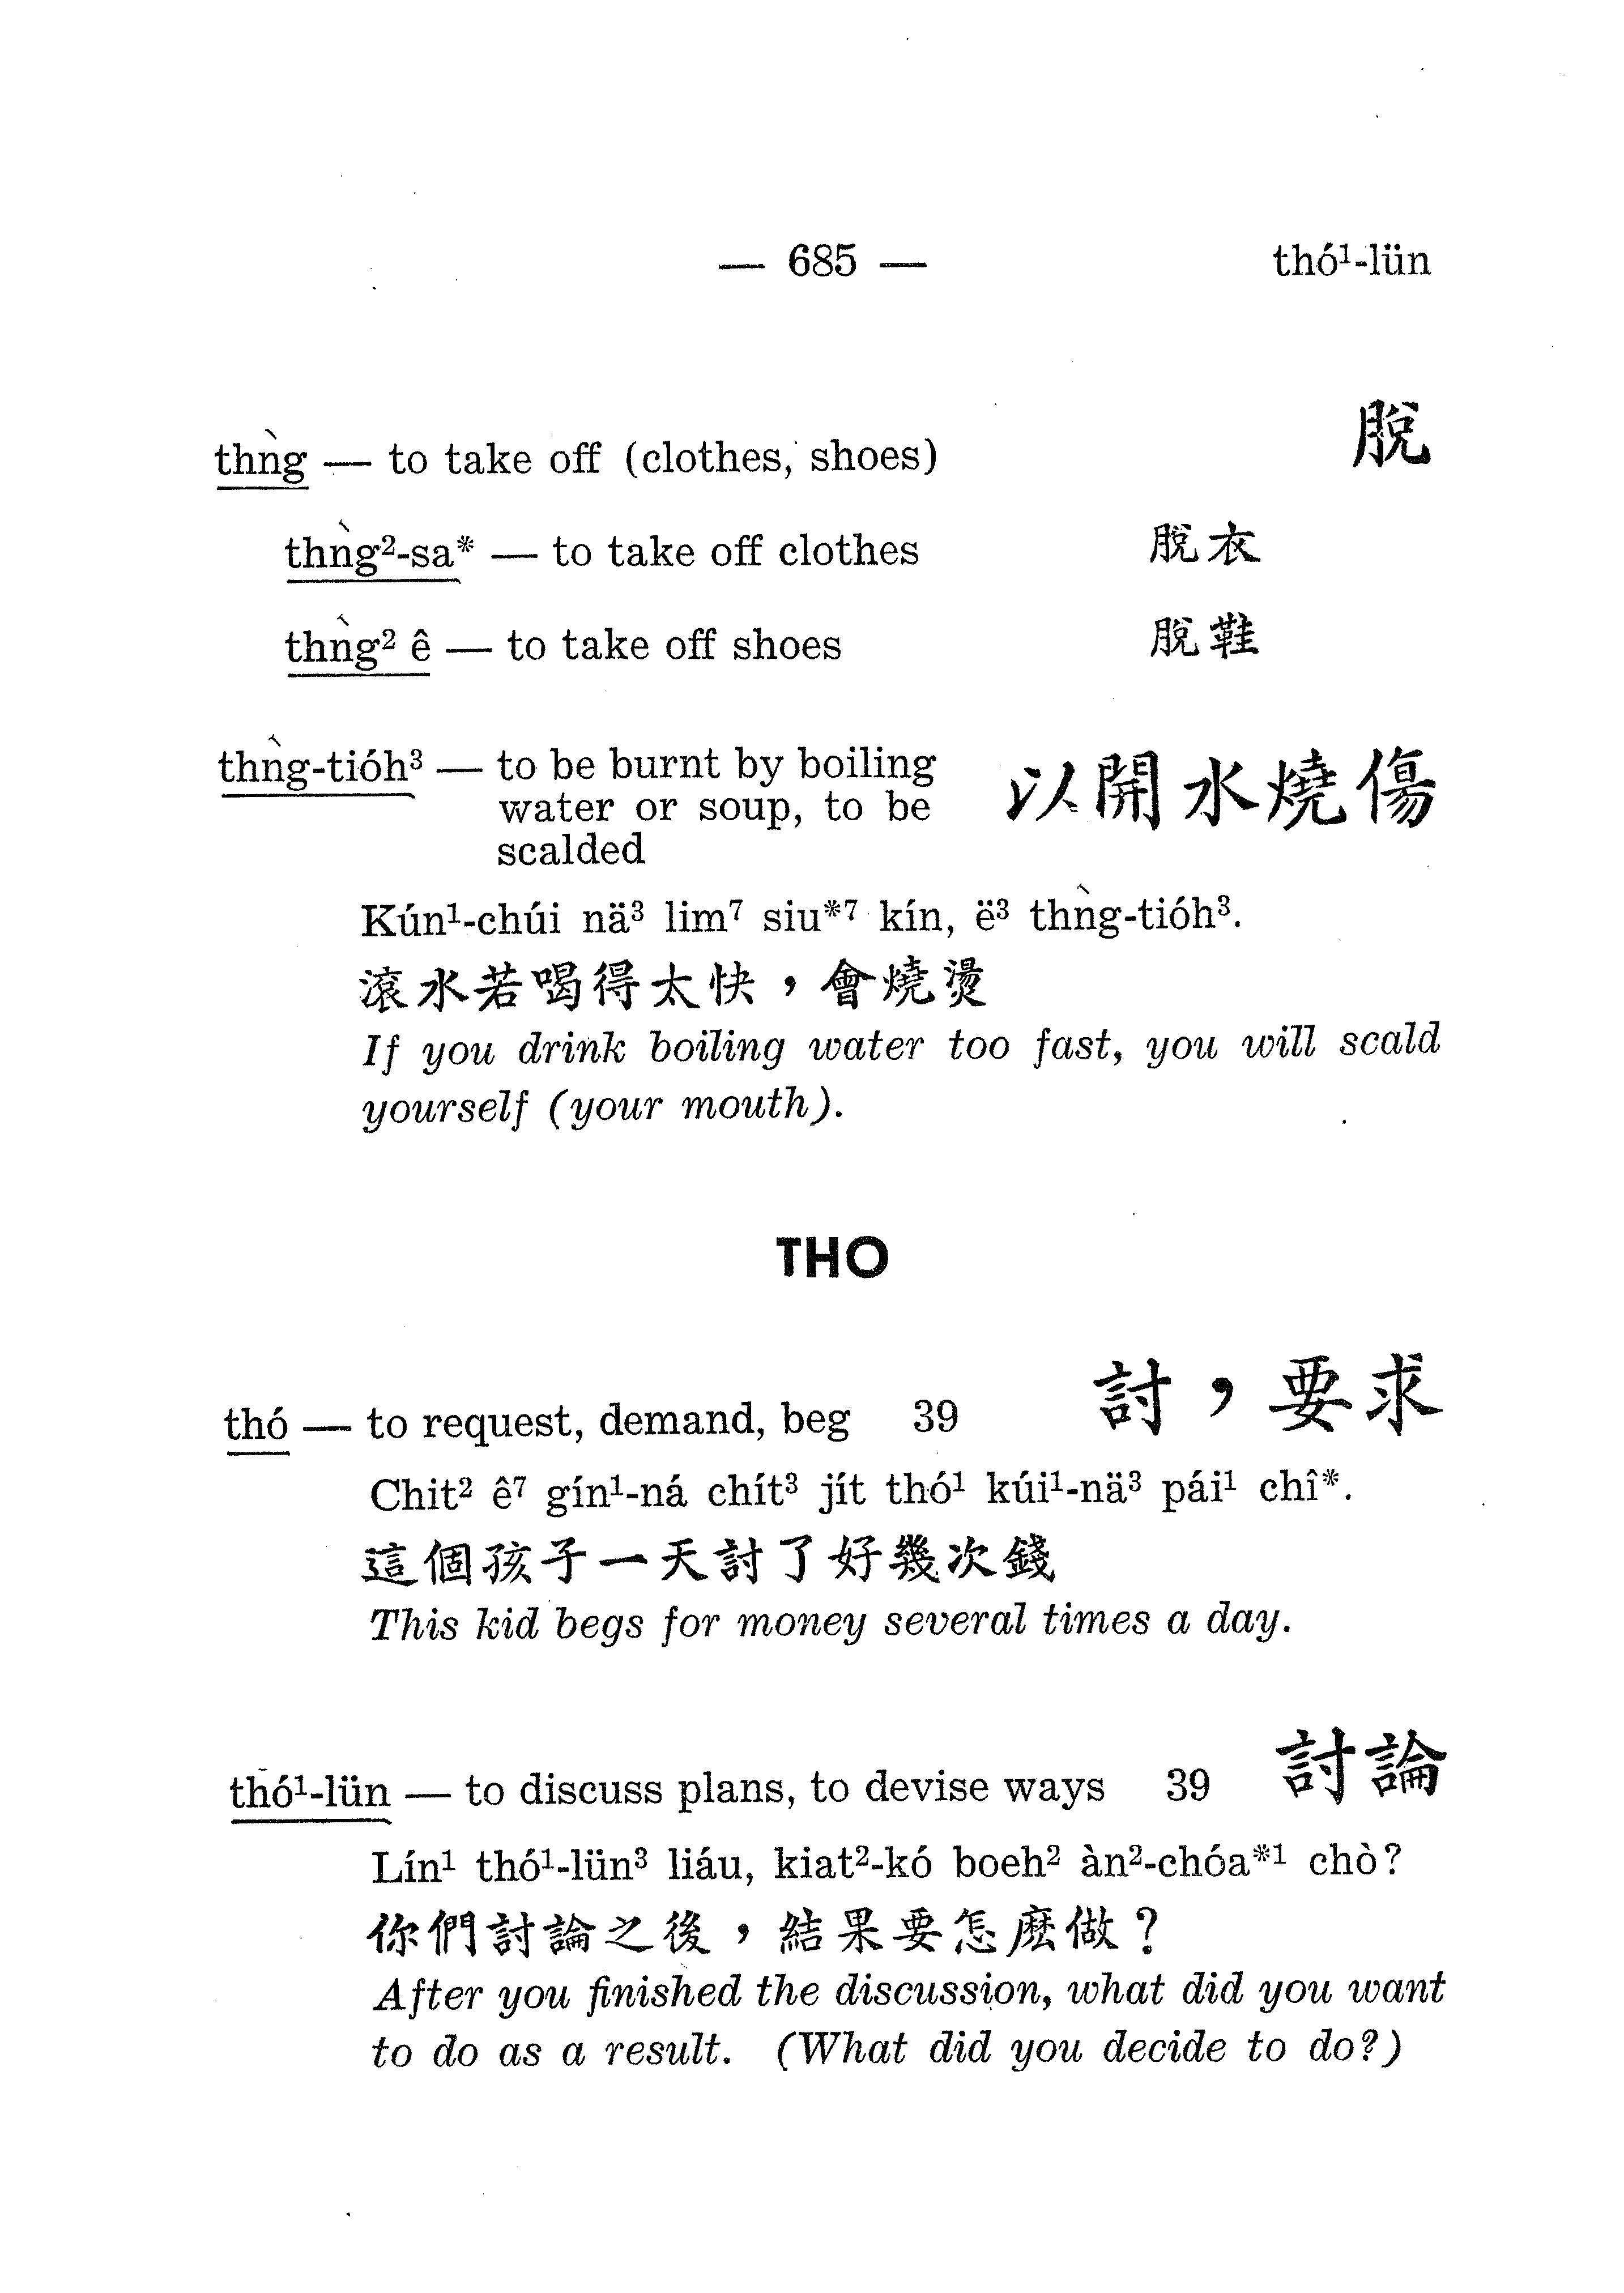 — 685 — thó¹-lün
thǹg — to take off (clothes, shoes) 脫
thǹg²-sa* — to take off clothes 脫衣
thǹg² ê — to take off shoes 脫鞋
thǹg-tióh³ — to be burnt by boiling 以開水燒傷
water or soup, to be
scalded
Kún¹-chúi nä³ lim⁷ siu*⁷ kín, ë³ thǹg-tióh³.
滾水若喝得太快，會燒燙
If you drink boiling water too fast, you will scald
yourself (your mouth).
THO
thó — to request, demand, beg 39 討，要求
Chit² ê⁷ gín¹-ná chít³ jít thó¹ kúi¹-nä³ pái¹ chî*.
這個孩子一天討了好幾次錢
This kid begs for money several times a day.
thó¹-lün — to discuss plans, to devise ways 39 討論
Lín¹ thó¹-lün³ liáu, kiat²-kó boeh² àn²-chóa*¹ chò?
你們討論之後，結果要怎麼做？
After you finished the discussion, what did you want
to do as a result. (What did you decide to do?)